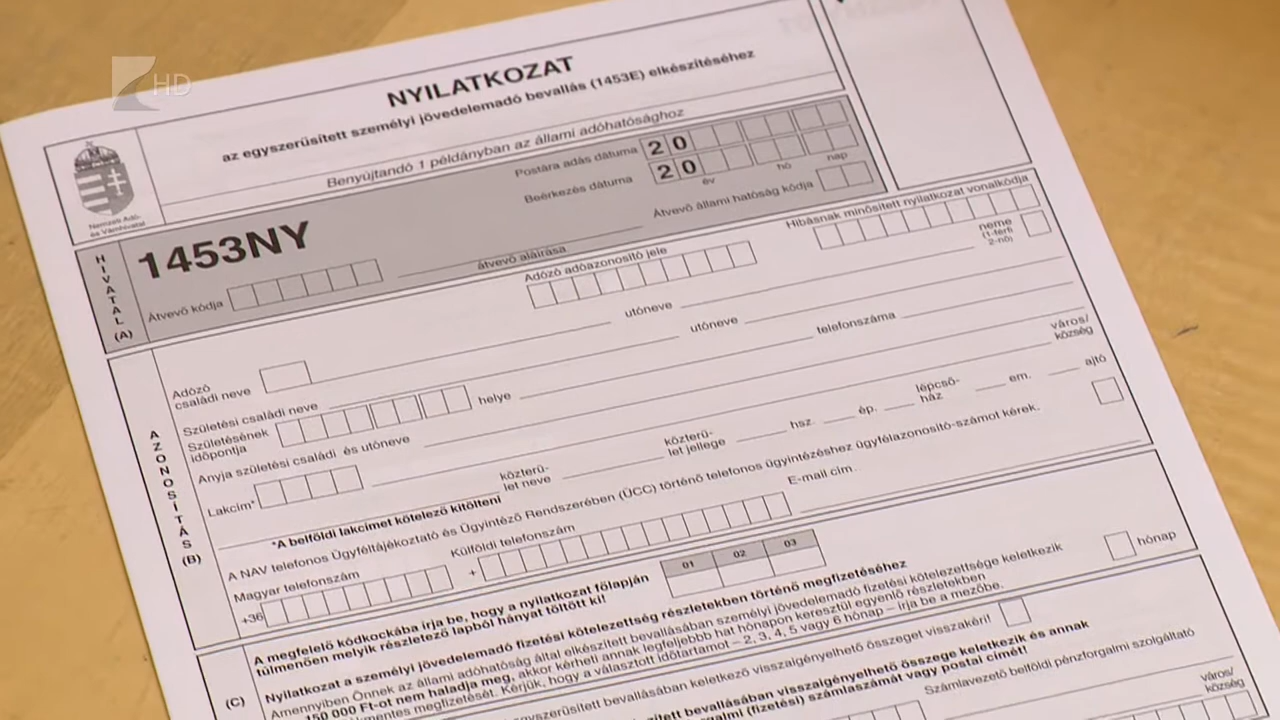 HD
NYILATKOZAT
az egyszerűsített személyi jövedelemadó bevallás (1453E) elkészítéséhez
Benyújtandó 1 példányban az állami adóhatósághoz
Nemzeti Adó-
és Vámhivatal
HIVATAL
(A)
1453NY
Postára adás dátuma 20
Beérkezés dátuma 20
év hó nap
átvevő aláírása
Átvevő állami hatóság kódja
Átvevő kódja
Adózó adóazonosító jele
Hibásnak minősített nyilatkozat vonalkódja
neme
(1-férfi
2-nő)
AZONOSÍTÁS
(B)
Adózó
családi neve
utóneve
Születési családi neve
utóneve
Születésének
időpontja
helye
telefonszáma
Anyja születési családi és utóneve
város/
község
Lakcím*
közterü-
let neve
közterü-
let jellege
hsz.
ép.
lépcső-
ház
em.
ajtó
*A belföldi lakcímet kötelező kitölteni
A NAV telefonos Ügyféltájékoztató és Ügyintéző Rendszerében (ÜCC) történő telefonos ügyintézéshez ügyfélazonosító-számot kérek.
Magyar telefonszám
Külföldi telefonszám
E-mail cím
+36
+
A megfelelő kódkockába írja be, hogy a nyilatkozat főlapján
túlmenően melyik részletező lapból hányat töltött ki!
01 02 03
(C)
Nyilatkozat a személyi jövedelemadó fizetési kötelezettség részletekben történő megfizetéséhez
Amennyiben Önnek az állami adóhatóság által elkészített bevallásában személyi jövedelemadó fizetési kötelezettsége keletkezik
150 000 Ft-ot nem haladja meg, akkor kérheti annak legfeljebb hat hónapon keresztül egyenlő részletekben
megfizetését. Kérjük, hogy a választott időtartamot – 2, 3, 4, 5 vagy 6 hónap – írja be a mezőbe.
hónap
bevallásában keletkező visszaigényelhető összeget visszakéri!
bevallásában visszaigényelhető összege keletkezik és annak
(fizetési) számlaszámát vagy postai címét!
Számlavezető belföldi pénzforgalmi szolgáltató
város/
község